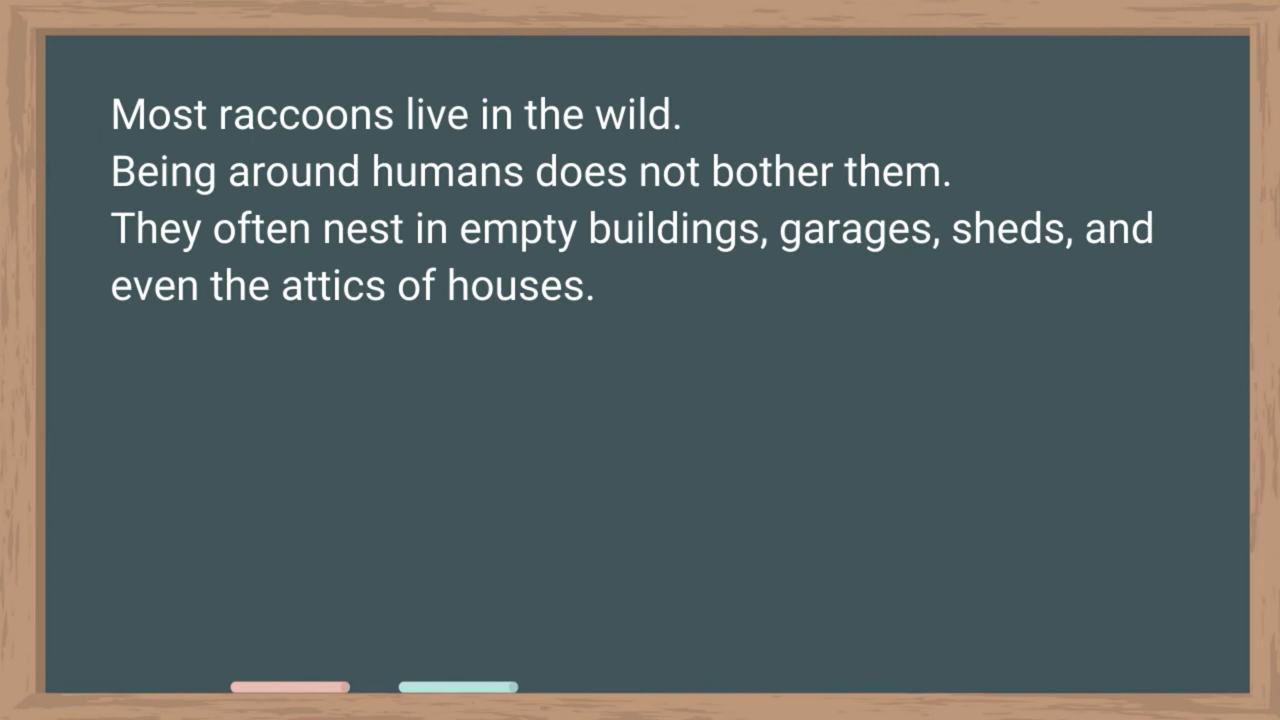 Most raccoons live in the wild.
Being around humans does not bother them.
They often nest in empty buildings, garages, sheds, and
even the attics of houses.